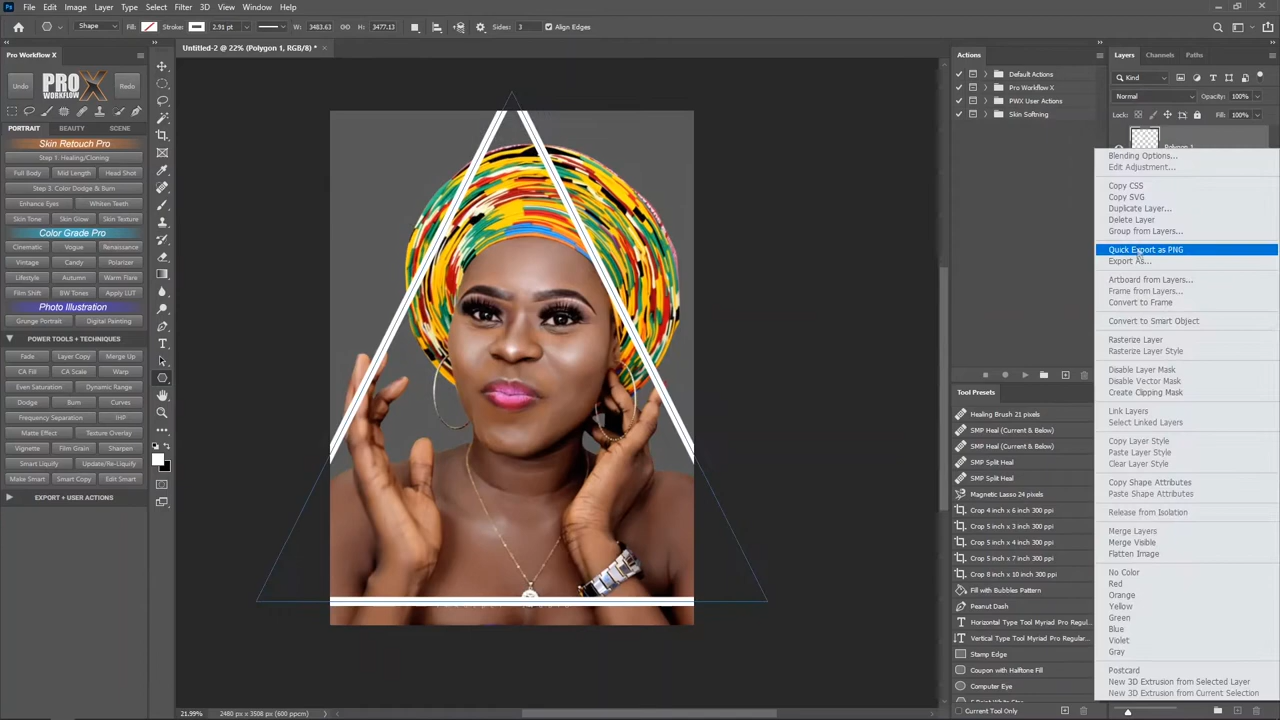 Ps File Edit Image Layer Type Select Filter 3D View Window Help
Shape Fill: Stroke: 2.91 pt W: 3483.63 GO H: 3477.13 Sides: 3 Align Edges
Pro Workflow X
Untitled-2 @ 22% (Polygon 1, RGB/8) *
Actions
Layers Channels Paths
Undo PRO WORKFLOW X Redo
PORTRAIT BEAUTY SCENE
Skin Retouch Pro
Step 1. Healing/Cloning
Full Body Mid Length Head Shot
Step 3. Color Dodge & Burn
Enhance Eyes Whiten Teeth
Skin Tone Skin Glow Skin Texture
Color Grade Pro
Cinematic Vogue Renaissance
Vintage Candy Polarizer
Lifestyle Autumn Warm Flare
Film Shift BW Tones Apply LUT
Photo Illustration
Grunge Portrait Digital Painting
POWER TOOLS + TECHNIQUES
Fade Layer Copy Merge Up
CA Fill CA Scale Warp
Even Saturation Dynamic Range
Dodge Burn Curves
Frequency Separation IHP
Matte Effect Texture Overlay
Vignette Film Grain Sharpen
Smart Liquify Update/Re-Liquify
Make Smart Smart Copy Edit Smart
EXPORT + USER ACTIONS
Default Actions
Pro Workflow X
PWX User Actions
Skin Softning
Tool Presets
Healing Brush 21 pixels
SMP Heal (Current & Below)
SMP Heal (Current & Below)
SMP Split Heal
SMP Split Heal
Magnetic Lasso 24 pixels
Crop 4 inch x 6 inch 300 ppi
Crop 5 inch x 3 inch 300 ppi
Crop 5 inch x 4 inch 300 ppi
Crop 5 inch x 7 inch 300 ppi
Crop 8 inch x 10 inch 300 ppi
Fill with Bubbles Pattern
Peanut Dash
Horizontal Type Tool Myriad Pro Regul...
Vertical Type Tool Myriad Pro Regular...
Stamp Edge
Coupon with Halftone Fill
Computer Eye
Current Tool Only
Kind
Normal Opacity: 100%
Lock: Fill: 100%
Polygon 1
Blending Options...
Edit Adjustment...
Copy CSS
Copy SVG
Duplicate Layer...
Delete Layer
Group from Layers...
Quick Export as PNG
Export As...
Artboard from Layers...
Frame from Layers...
Convert to Frame
Convert to Smart Object
Rasterize Layer
Rasterize Layer Style
Disable Layer Mask
Disable Vector Mask
Create Clipping Mask
Link Layers
Select Linked Layers
Copy Layer Style
Paste Layer Style
Clear Layer Style
Copy Shape Attributes
Paste Shape Attributes
Release from Isolation
Merge Layers
Merge Visible
Flatten Image
No Color
Red
Orange
Yellow
Green
Blue
Violet
Gray
Postcard
New 3D Extrusion from Selected Layer
New 3D Extrusion from Current Selection
21.99% 2480 px x 3508 px (600 ppcm)